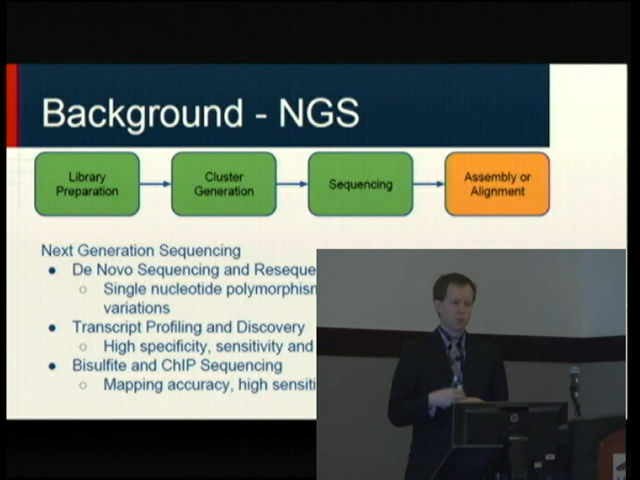 Background - NGS
Library
Preparation
Cluster
Generation
Sequencing
Assembly or
Alignment
Next Generation Sequencing
● De Novo Sequencing and Reseque
○ Single nucleotide polymorphism
variations
● Transcript Profiling and Discovery
○ High specificity, sensitivity and
● Bisulfite and ChIP Sequencing
○ Mapping accuracy, high sensiti
hp